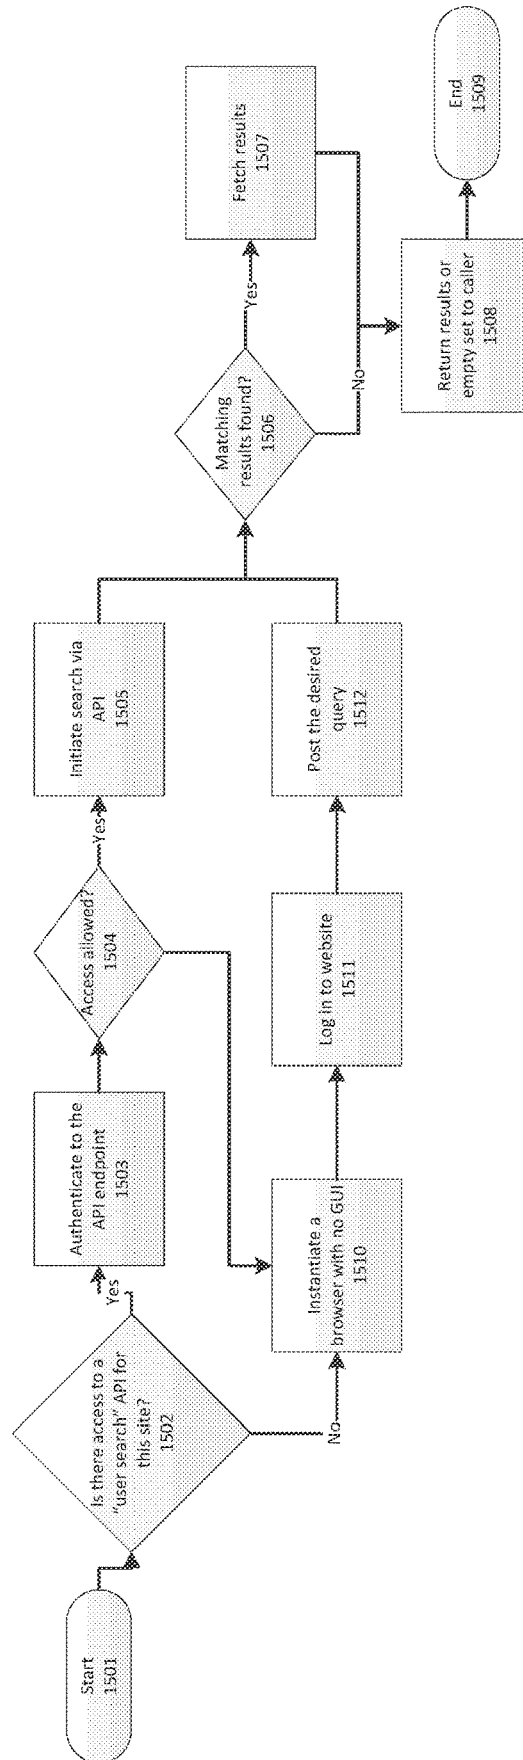 Start
1501
Is there access to a
"user search" API for
this site?
1502
Yes
No
Authenticate to the
API endpoint
1503
Access allowed?
1504
Yes
Initiate search via
API
1505
Instantiate a
browser with no GUI
1510
Log in to website
1511
Post the desired
query
1512
Matching
results found?
1506
Yes
No
Fetch results
1507
Return results or
empty set to caller
1508
End
1509